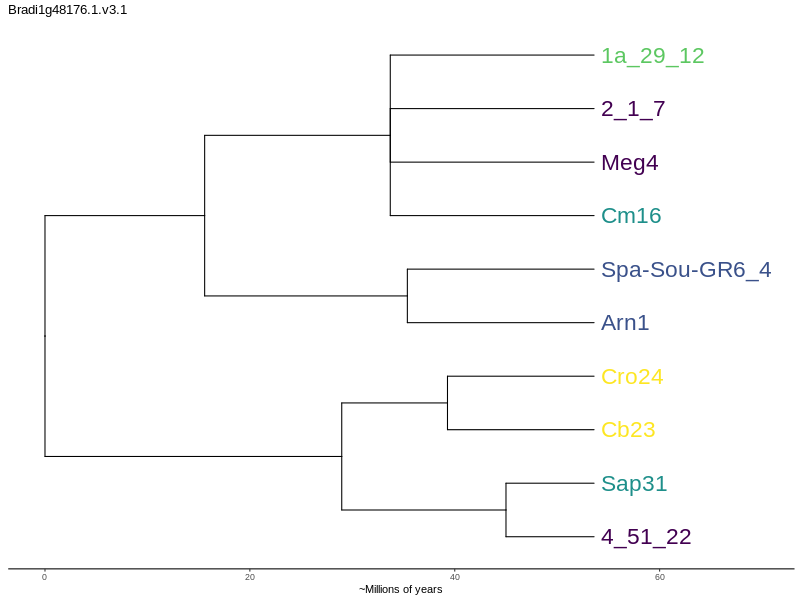 Bradi1g48176.1.v3.1
1a_29_12
2_1_7
Meg4
Cm16
Spa-Sou-GR6_4
Arn1
Cro24
Cb23
Sap31
4_51_22
0 20 40 60
~Millions of years